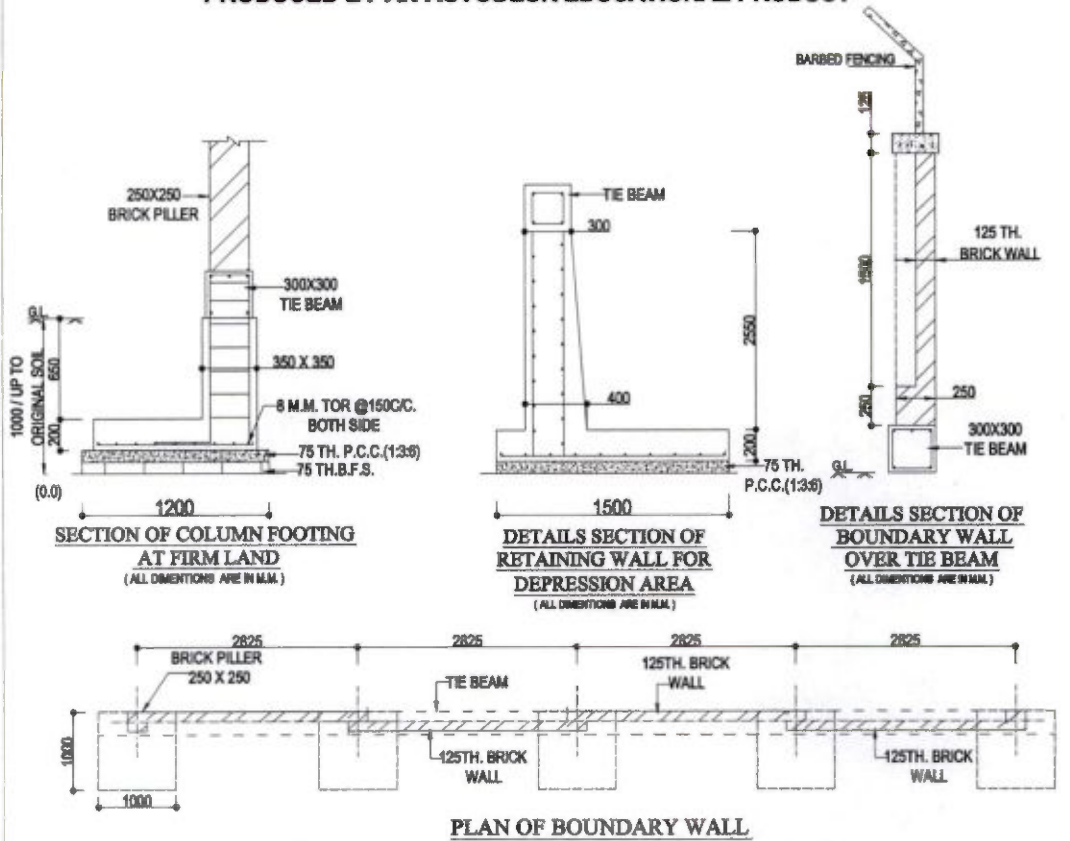 PRODUCED BY AN AUTODESK EDUCATIONAL PRODUCT
250X250
BRICK PILLER
300X300
TIE BEAM
G.L.
1000 / UP TO
ORIGINAL SOIL
650
350 X 350
200
8 M.M. TOR @150C/C.
BOTH SIDE
75 TH. P.C.C.(1:3:6)
75 TH.B.F.S.
(0.0)
1200
SECTION OF COLUMN FOOTING
AT FIRM LAND
( ALL DIMENTIONS ARE IN M.M. )
TIE BEAM
300
2550
400
200
75 TH.
P.C.C.(1:3:6)
1500
DETAILS SECTION OF
RETAINING WALL FOR
DEPRESSION AREA
( ALL DIMENTIONS ARE IN M.M. )
BARBED FENCING
125
125 TH.
BRICK WALL
1500
250
250
300X300
TIE BEAM
G.L.
DETAILS SECTION OF
BOUNDARY WALL
OVER TIE BEAM
( ALL DIMENTIONS ARE IN M.M. )
2825
2825
2825
2825
BRICK PILLER
250 X 250
TIE BEAM
125TH. BRICK
WALL
1000
1000
125TH. BRICK
WALL
125TH. BRICK
WALL
PLAN OF BOUNDARY WALL